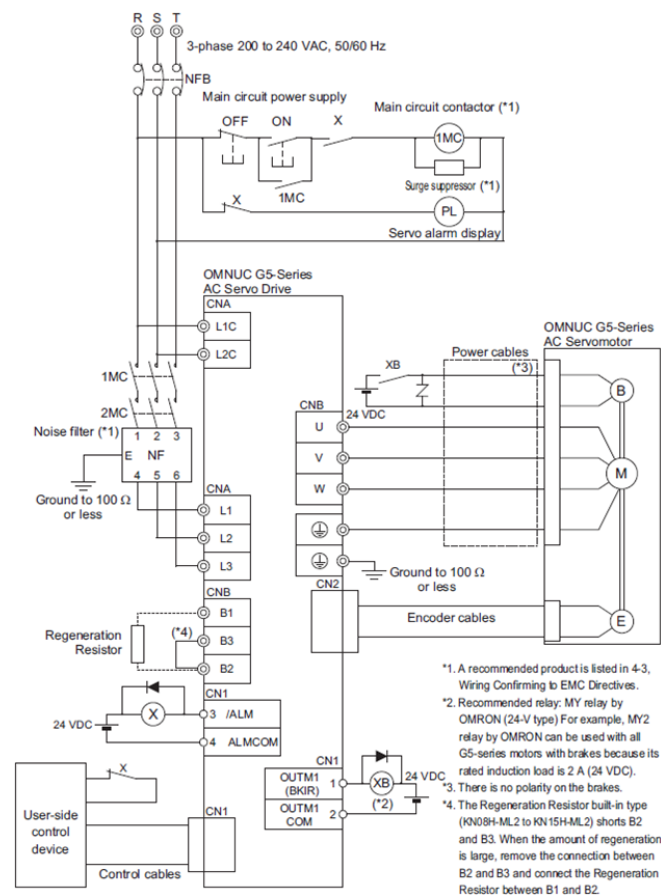 R S T
3-phase 200 to 240 VAC, 50/60 Hz
NFB
Main circuit power supply
Main circuit contactor (*1)
OFF ON X
1MC
Surge suppressor (*1)
1MC
X
PL
Servo alarm display
OMNUC G5-Series
AC Servo Drive
CNA
L1C
L2C
OMNUC G5-Series
AC Servomotor
Power cables
(*3)
XB
B
24 VDC
1MC
2MC
Noise filter (*1)
1 2 3
E NF
4 5 6
Ground to 100 Ω
or less
CNB
U
V
W
M
CNA
L1
L2
L3
Ground to 100 Ω
or less
CN2
Encoder cables
E
CNB
B1
B3
B2
(*4)
Regeneration
Resistor
CN1
3 /ALM
4 ALMCOM
X
24 VDC
X
User-side
control
device
CN1
Control cables
CN1
OUTM1
(BKIR)
1
OUTM1
COM
2
XB
(*2)
24 VDC
*1. A recommended product is listed in 4-3,
Wiring Confirming to EMC Directives.
*2. Recommended relay: MY relay by
OMRON (24-V type) For example, MY2
relay by OMRON can be used with all
G5-series motors with brakes because its
rated induction load is 2 A (24 VDC).
*3. There is no polarity on the brakes.
*4. The Regeneration Resistor built-in type
(KN08H-ML2 to KN15H-ML2) shorts B2
and B3. When the amount of regeneration
is large, remove the connection between
B2 and B3 and connect the Regeneration
Resistor between B1 and B2.